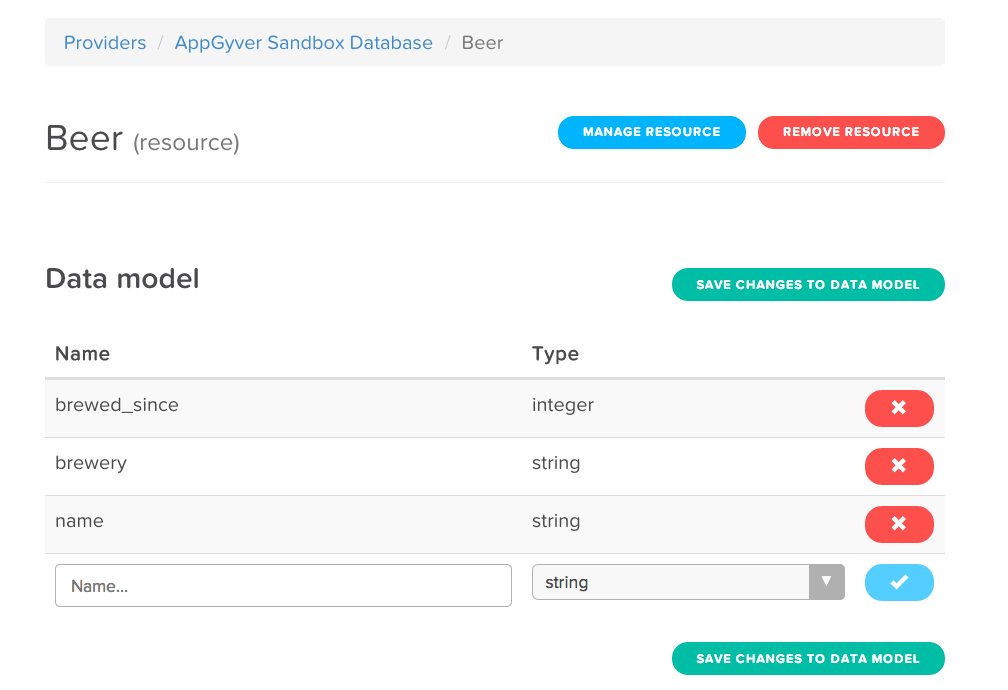 Providers / AppGyver Sandbox Database / Beer
Beer (resource) MANAGE RESOURCE REMOVE RESOURCE
Data model SAVE CHANGES TO DATA MODEL
Name Type
brewed_since integer
brewery string
name string
Name... string
SAVE CHANGES TO DATA MODEL